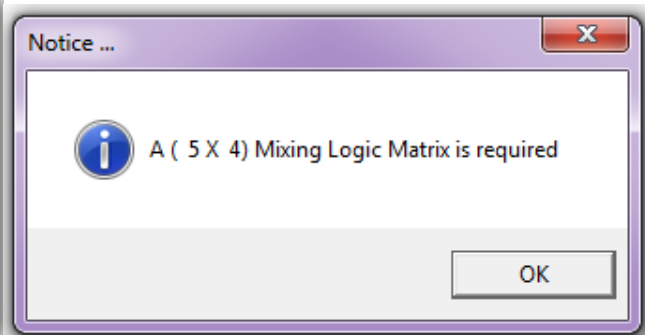 Notice ...
A ( 5 X 4) Mixing Logic Matrix is required
OK